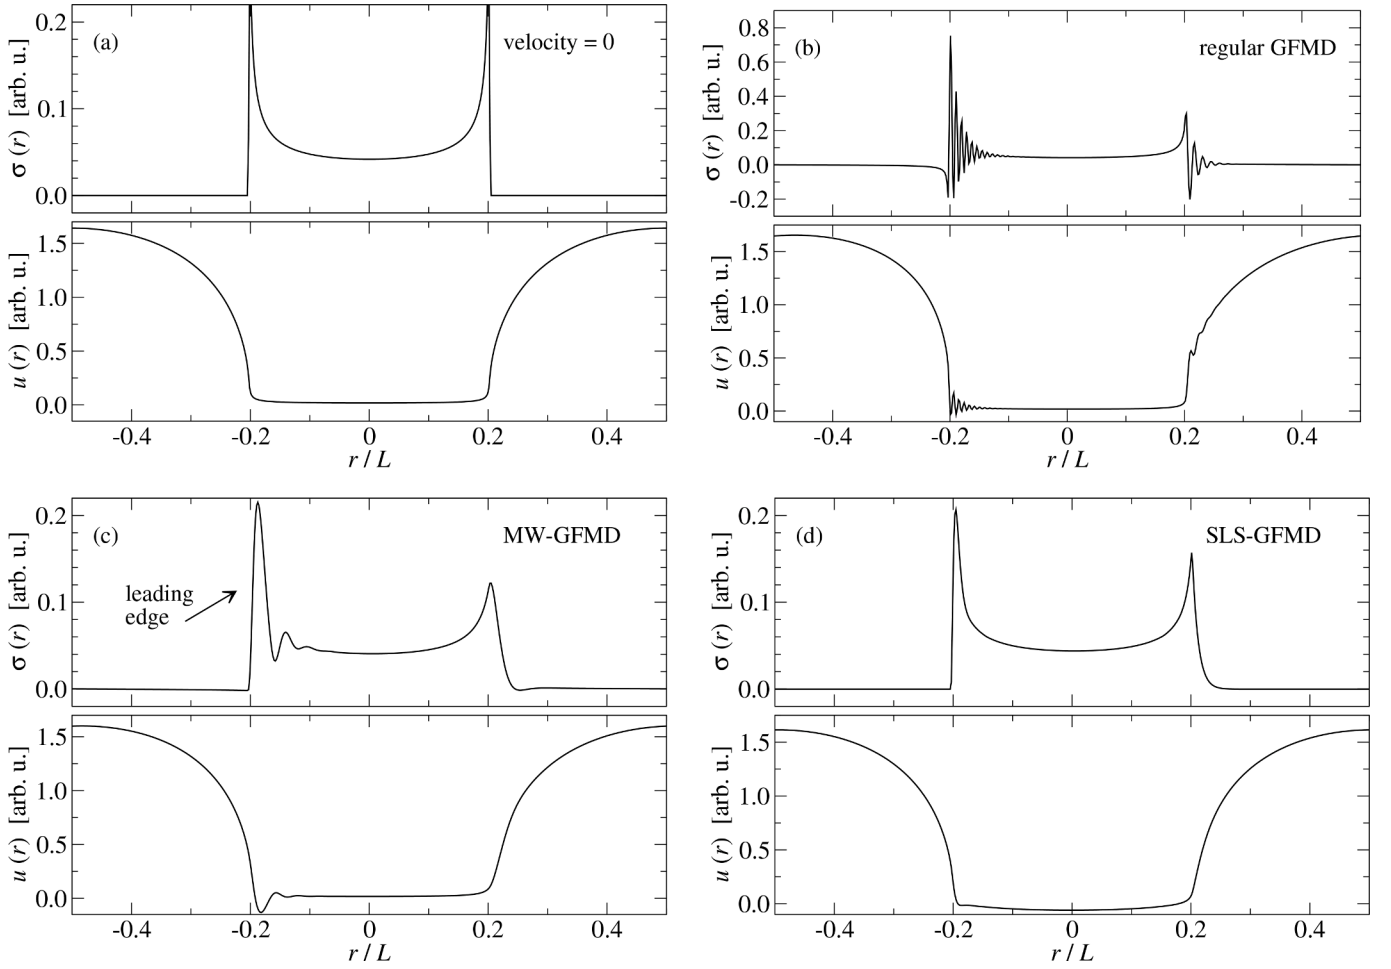 (a)
velocity = 0
σ (r) [arb. u.]
0.2
0.1
0.0
u (r) [arb. u.]
1.5
1.0
0.5
0.0
-0.4 -0.2 0 0.2 0.4
r / L
(b)
regular GFMD
σ (r) [arb. u.]
0.8
0.6
0.4
0.2
0.0
-0.2
u (r) [arb. u.]
1.5
1.0
0.5
0.0
-0.4 -0.2 0 0.2 0.4
r / L
(c)
MW-GFMD
leading
edge
σ (r) [arb. u.]
0.2
0.1
0.0
u (r) [arb. u.]
1.5
1.0
0.5
0.0
-0.4 -0.2 0 0.2 0.4
r / L
(d)
SLS-GFMD
σ (r) [arb. u.]
0.2
0.1
0.0
u (r) [arb. u.]
1.5
1.0
0.5
0.0
-0.4 -0.2 0 0.2 0.4
r / L